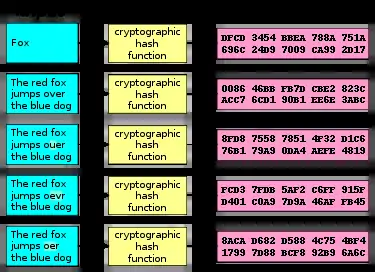 Fox
cryptographic
hash
function
DFCD 3454 BBEA 788A 751A
696C 24D9 7009 CA99 2D17
The red fox
jumps over
the blue dog
cryptographic
hash
function
0086 46BB FB7D CBE2 823C
ACC7 6CD1 90B1 EE6E 3ABC
The red fox
jumps ouer
the blue dog
cryptographic
hash
function
8FD8 7558 7851 4F32 D1C6
76B1 79A9 0DA4 AEFE 4819
The red fox
jumps oevr
the blue dog
cryptographic
hash
function
FCD3 7FDB 5AF2 C6FF 915F
D401 C0A9 7D9A 46AF FB45
The red fox
jumps oer
the blue dog
cryptographic
hash
function
8ACA D682 D588 4C75 4BF4
1799 7D88 BCF8 92B9 6A6C